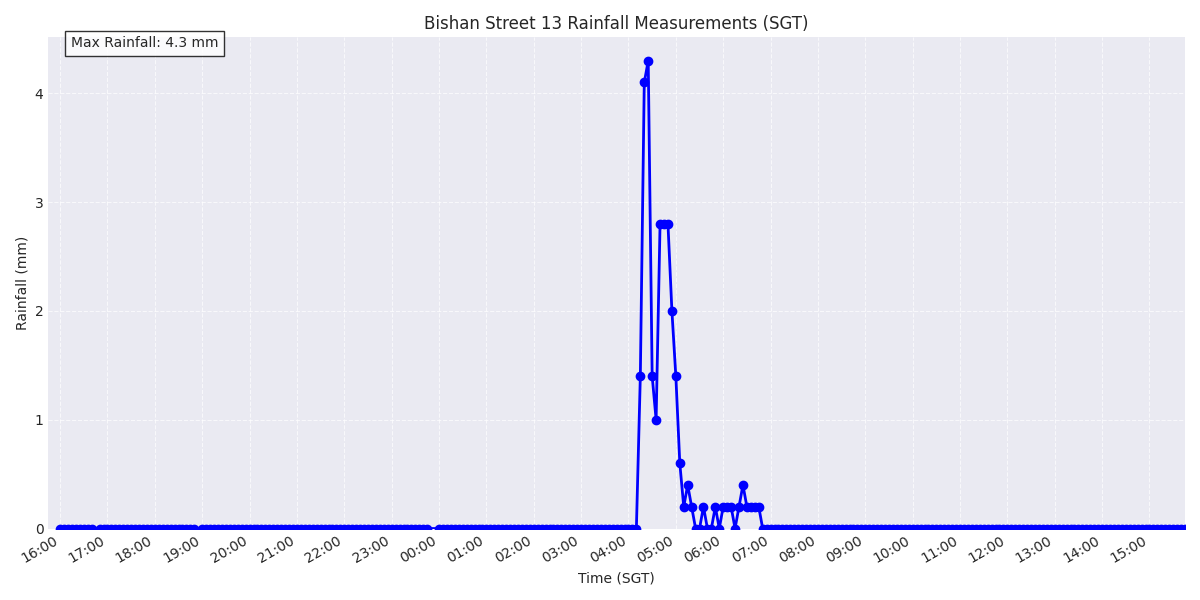 Bishan Street 13 Rainfall Measurements (SGT)
Max Rainfall: 4.3 mm
Rainfall (mm)
4
3
2
1
0
16:00 17:00 18:00 19:00 20:00 21:00 22:00 23:00 00:00 01:00 02:00 03:00 04:00 05:00 06:00 07:00 08:00 09:00 10:00 11:00 12:00 13:00 14:00 15:00
Time (SGT)